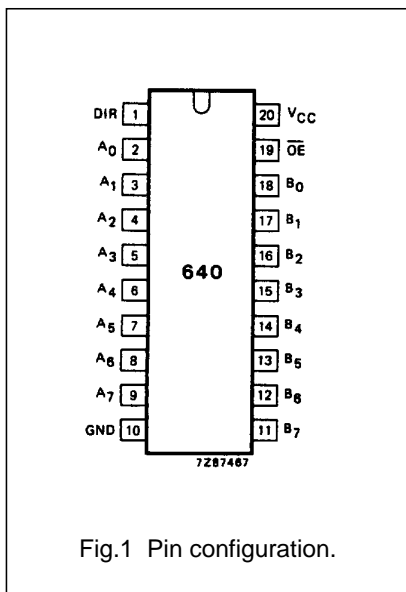 DIR 1 20 VCC
A0 2 19 OE
A1 3 18 B0
A2 4 17 B1
A3 5 16 B2
A4 6 640 15 B3
A5 7 14 B4
A6 8 13 B5
A7 9 12 B6
GND 10 11 B7
7Z87467
Fig.1 Pin configuration.